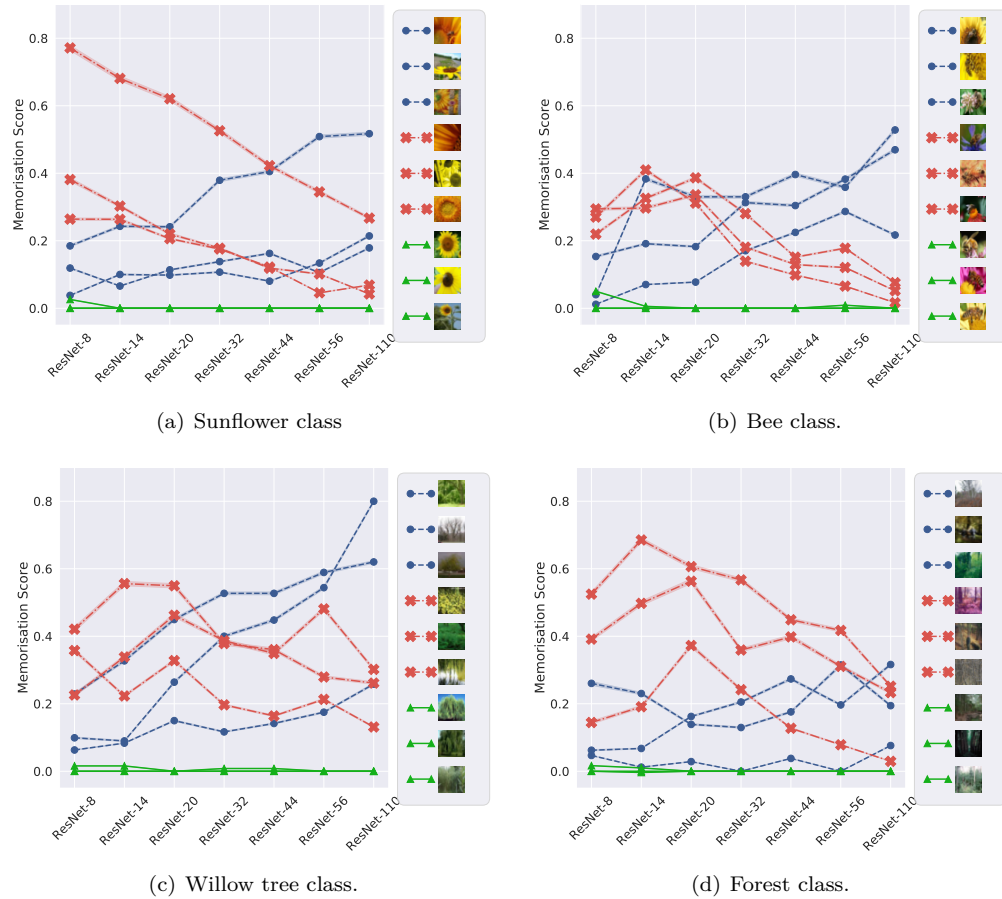 0.8
0.6
0.4
0.2
0.0
Memorisation Score
ResNet-8
ResNet-14
ResNet-20
ResNet-32
ResNet-44
ResNet-56
ResNet-110
(a) Sunflower class
0.8
0.6
0.4
0.2
0.0
Memorisation Score
ResNet-8
ResNet-14
ResNet-20
ResNet-32
ResNet-44
ResNet-56
ResNet-110
(b) Bee class.
0.8
0.6
0.4
0.2
0.0
Memorisation Score
ResNet-8
ResNet-14
ResNet-20
ResNet-32
ResNet-44
ResNet-56
ResNet-110
(c) Willow tree class.
0.8
0.6
0.4
0.2
0.0
Memorisation Score
ResNet-8
ResNet-14
ResNet-20
ResNet-32
ResNet-44
ResNet-56
ResNet-110
(d) Forest class.